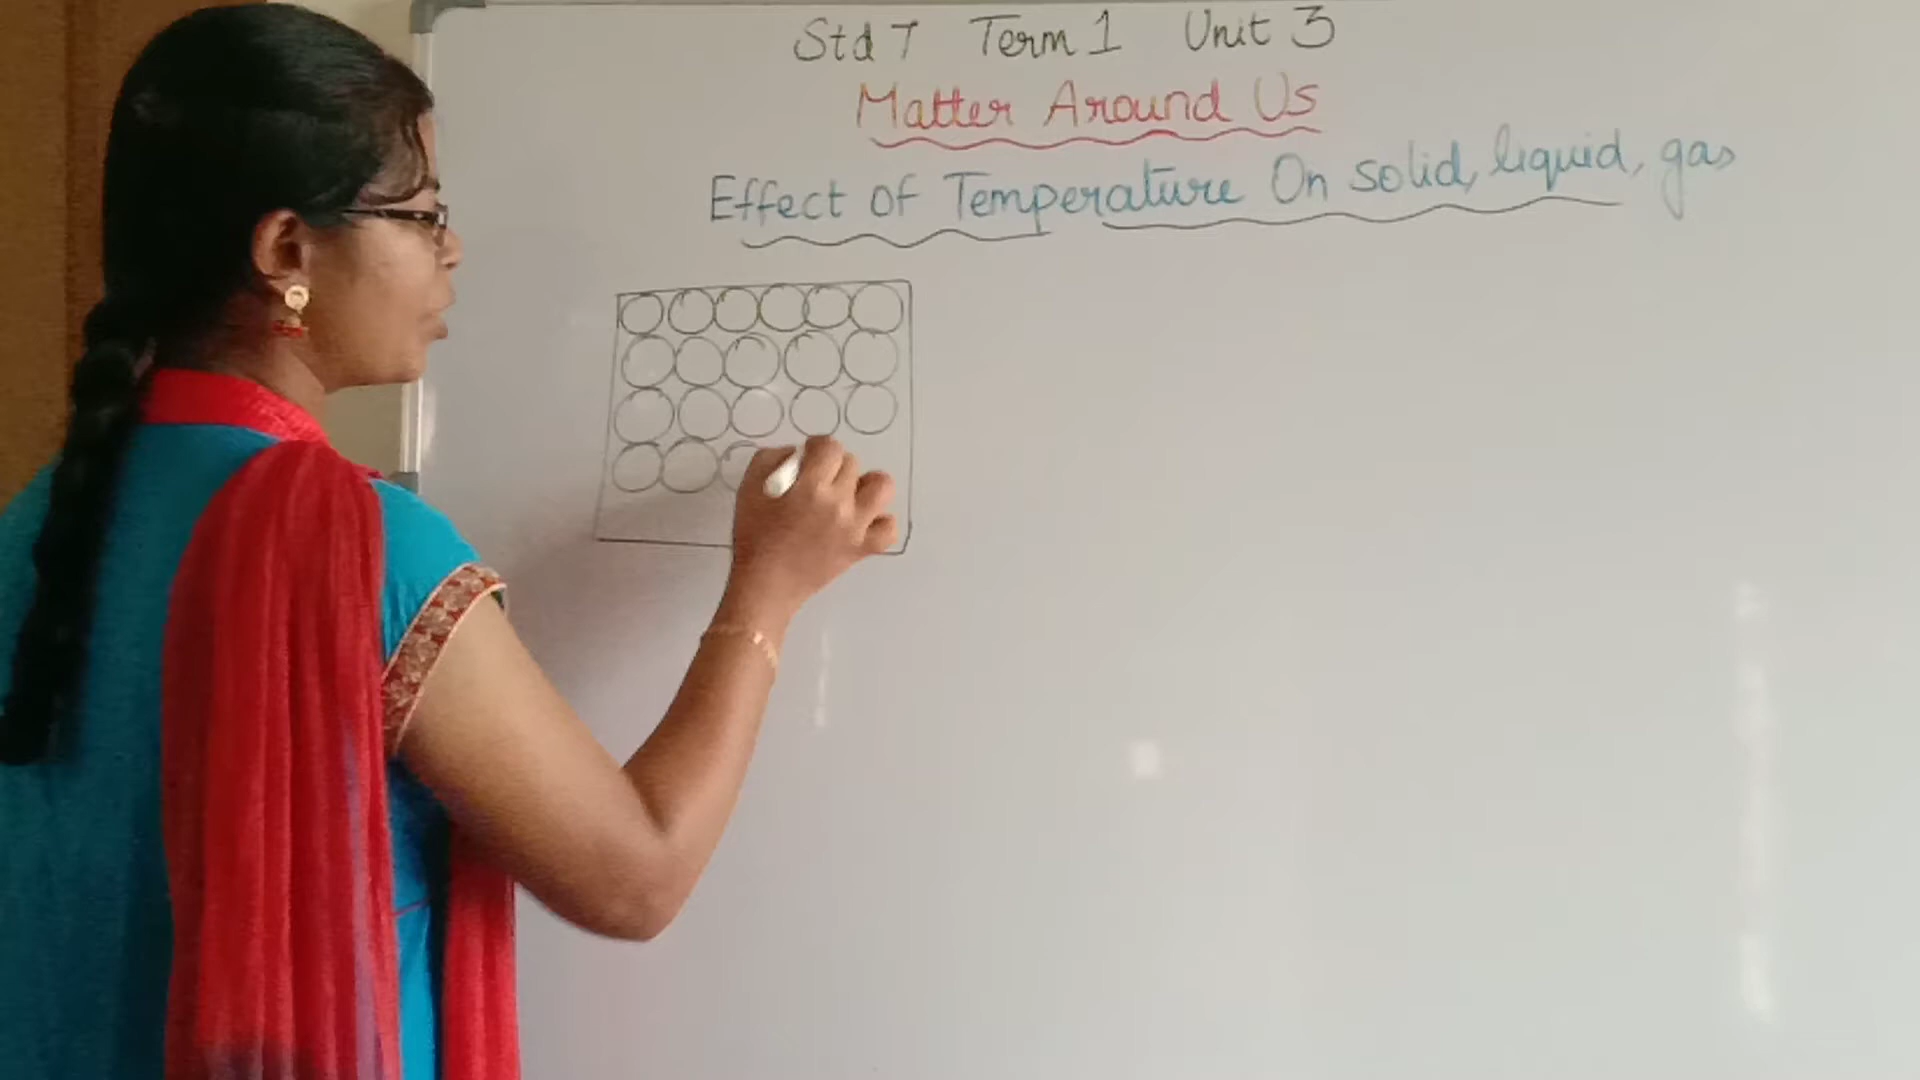 Std 7 Term 1 Unit 3
Matter Around Us
Effect of Temperature On solid, liquid, gas